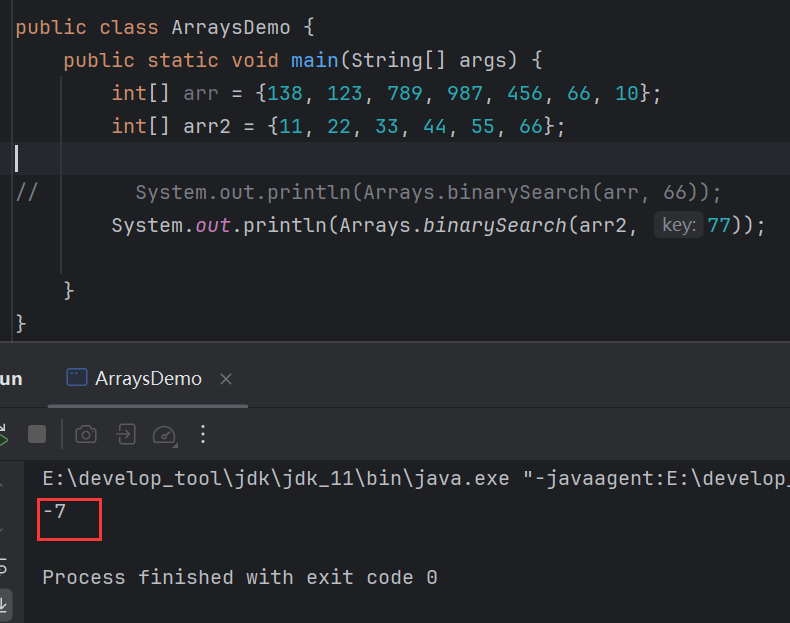 public class ArraysDemo {
public static void main(String[] args) {
int[] arr = {138, 123, 789, 987, 456, 66, 10};
int[] arr2 = {11, 22, 33, 44, 55, 66};
// System.out.println(Arrays.binarySearch(arr, 66));
System.out.println(Arrays.binarySearch(arr2, key: 77));
}
}
un ArraysDemo ×
E:\develop_tool\jdk\jdk_11\bin\java.exe "-javaagent:E:\develop_
-7
Process finished with exit code 0